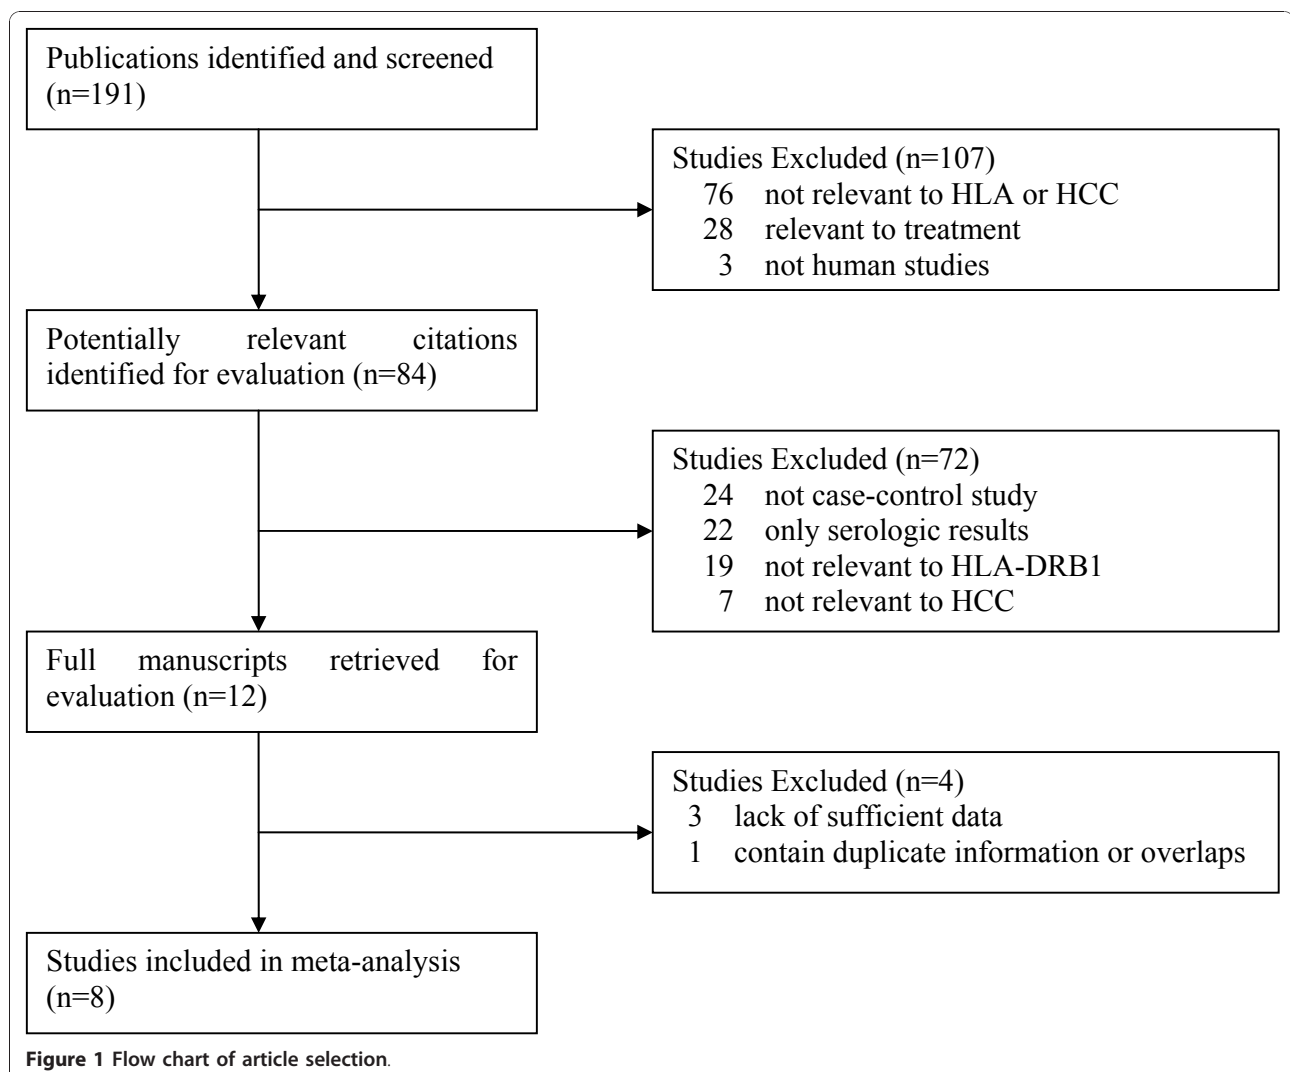 Publications identified and screened
(n=191)
Studies Excluded (n=107)
76 not relevant to HLA or HCC
28 relevant to treatment
3 not human studies
Potentially relevant citations
identified for evaluation (n=84)
Studies Excluded (n=72)
24 not case-control study
22 only serologic results
19 not relevant to HLA-DRB1
7 not relevant to HCC
Full manuscripts retrieved for
evaluation (n=12)
Studies Excluded (n=4)
3 lack of sufficient data
1 contain duplicate information or overlaps
Studies included in meta-analysis
(n=8)
Figure 1 Flow chart of article selection.